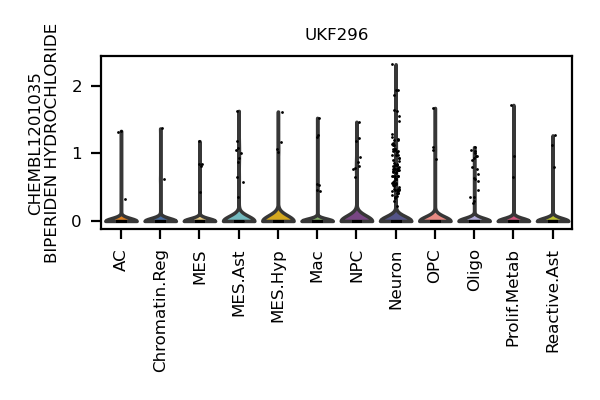 UKF296
CHEMBL1201035
BIPERIDEN HYDROCHLORIDE
2
1
0
AC
Chromatin.Reg
MES
MES.Ast
MES.Hyp
Mac
NPC
Neuron
OPC
Oligo
Prolif.Metab
Reactive.Ast